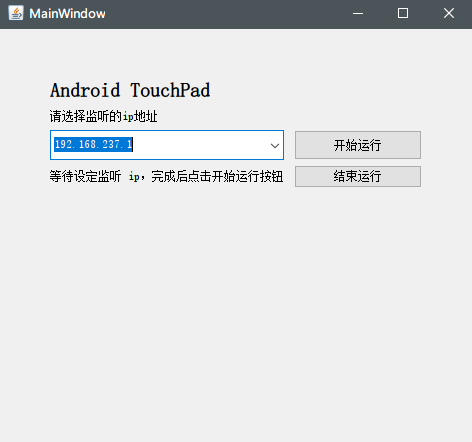 MainWindow
Android TouchPad
请选择监听的ip地址
192.168.237.1
开始运行
等待设定监听 ip，完成后点击开始运行按钮
结束运行